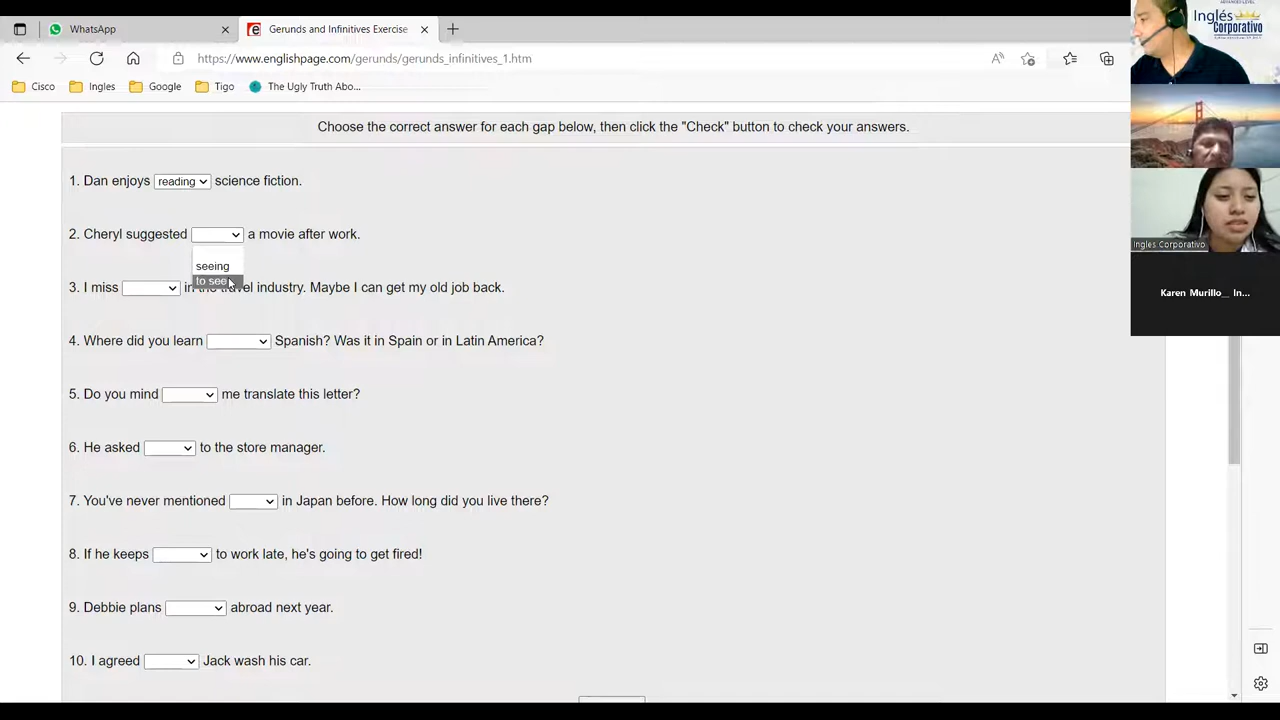 WhatsApp
Gerunds and Infinitives Exercise
https://www.englishpage.com/gerunds/gerunds_infinitives_1.htm
Cisco
Ingles
Google
Tigo
The Ugly Truth Abo...
Choose the correct answer for each gap below, then click the "Check" button to check your answers.
1. Dan enjoys reading science fiction.
2. Cheryl suggested a movie after work.
seeing
to see
3. I miss in the travel industry. Maybe I can get my old job back.
4. Where did you learn Spanish? Was it in Spain or in Latin America?
5. Do you mind me translate this letter?
6. He asked to the store manager.
7. You've never mentioned in Japan before. How long did you live there?
8. If he keeps to work late, he's going to get fired!
9. Debbie plans abroad next year.
10. I agreed Jack wash his car.
Inglés
Corporativo
Ingles Corporativo
Karen Murillo__ In...